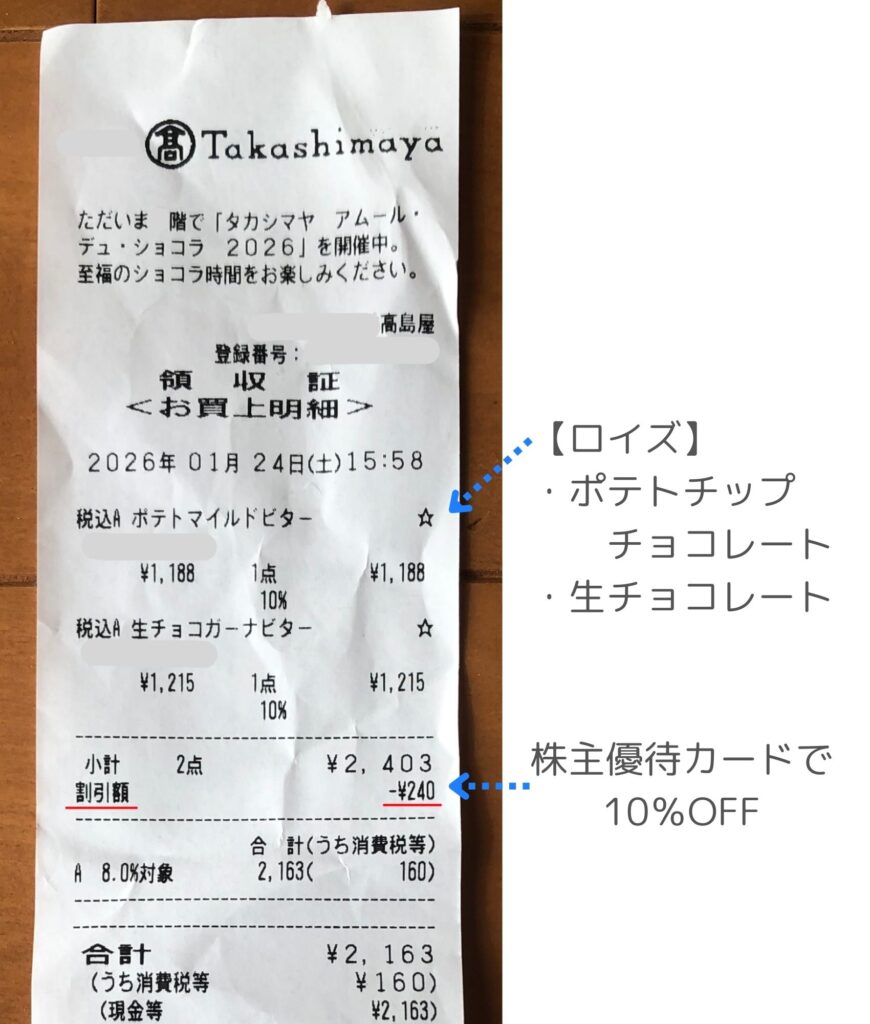 髙 Takashimaya
ただいま 階で「タカシマヤ アムール・
デュ・ショコラ 2026」を開催中。
至福のショコラ時間をお楽しみください。
高島屋
登録番号:
領 収 証
<お買上明細>
2026年 01月 24日(土)15:58
税込A ポテトマイルドビター ☆
¥1,188 1点 ¥1,188
10%
税込A 生チョコガーナビター ☆
¥1,215 1点 ¥1,215
10%
小計 2点 ¥2,403
割引額 -¥240
合 計(うち消費税等)
A 8.0%対象 2,163( 160)
合計 ¥2,163
(うち消費税等 ¥160)
(現金等 ¥2,163)
【ロイズ】
・ポテトチップ
チョコレート
・生チョコレート
株主優待カードで
10%OFF